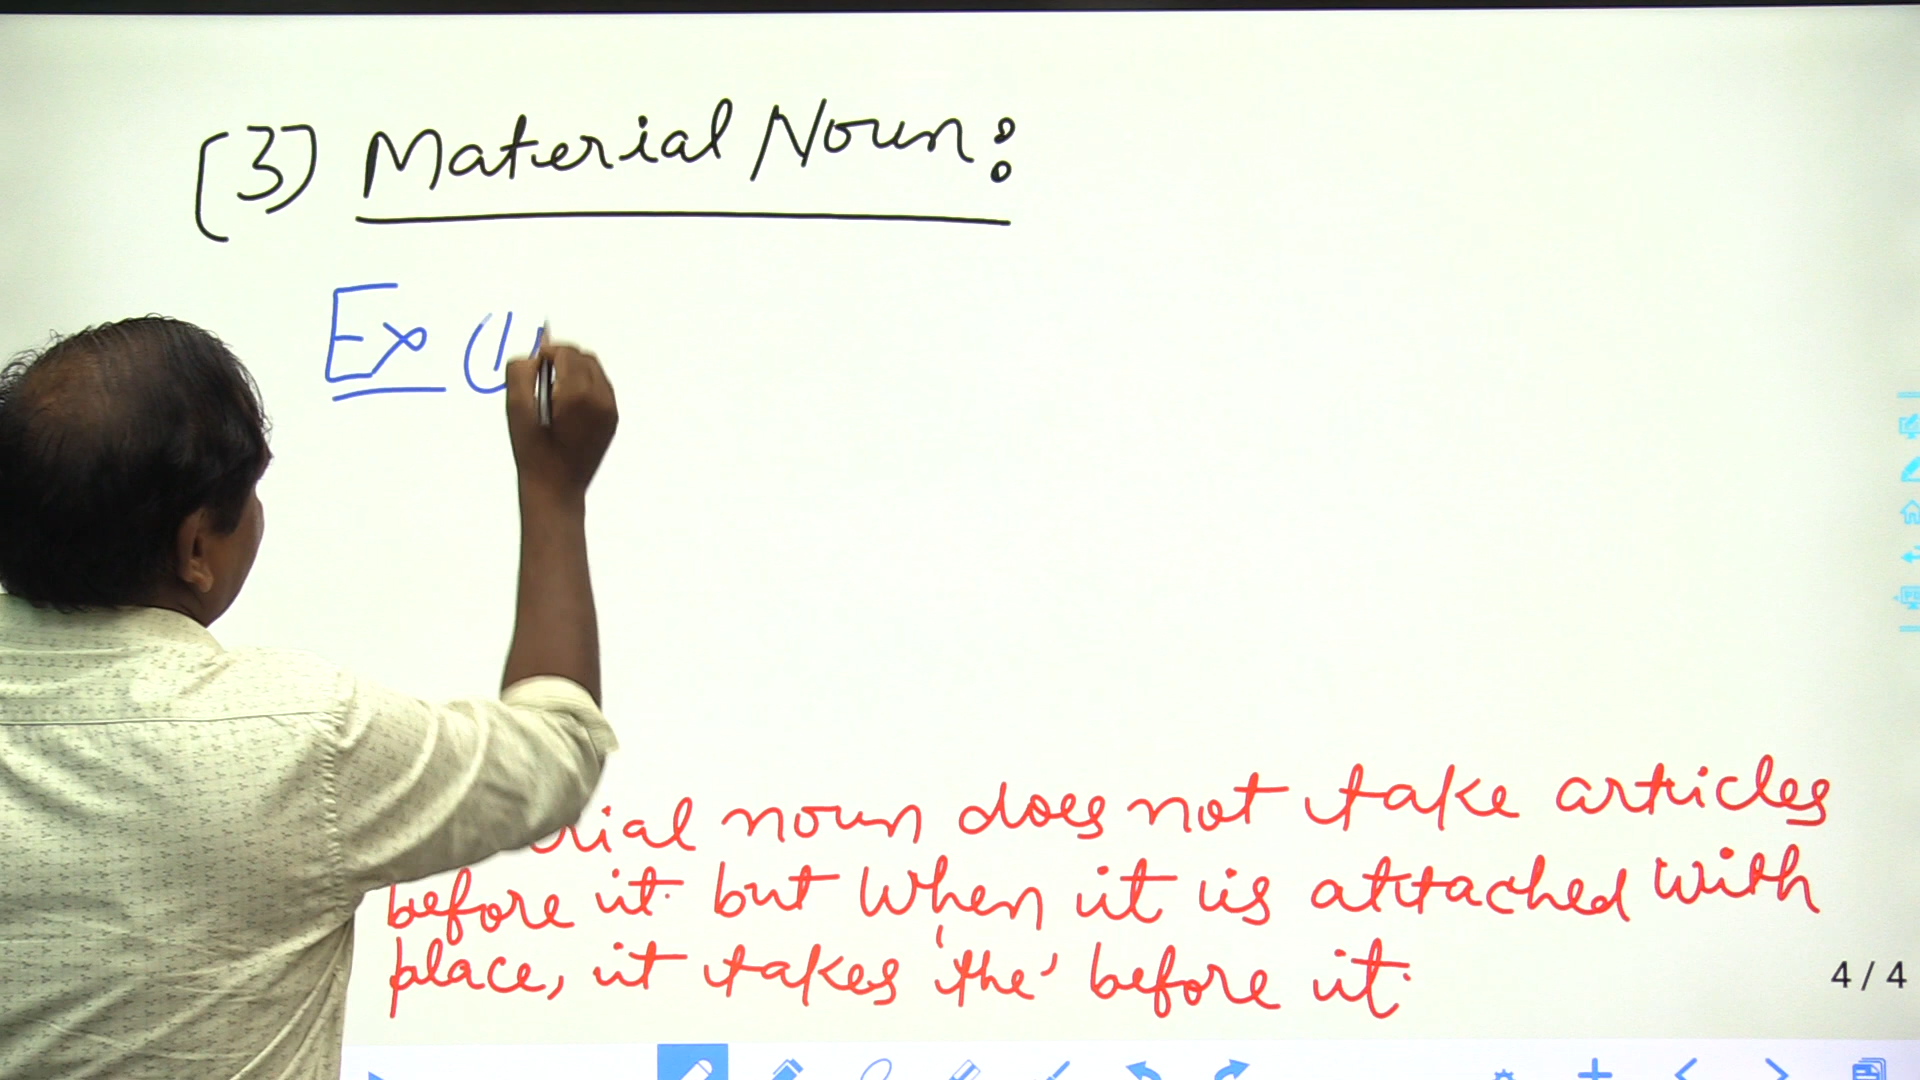 (3) Material Noun:
Ex (1)
rial noun does not take articles
before it. but when it is attached with
place, it takes 'the' before it.
4 / 4